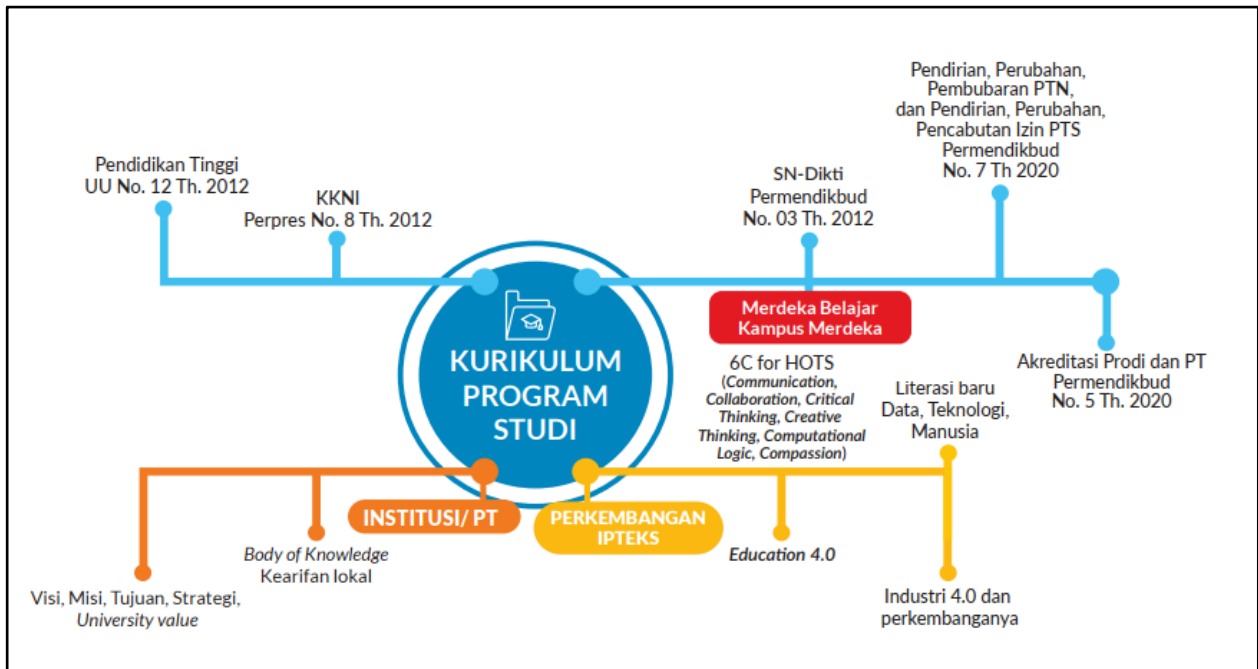 Pendidikan Tinggi
UU No. 12 Th. 2012
KKNI
Perpres No. 8 Th. 2012
SN-Dikti
Permendikbud
No. 03 Th. 2012
Pendirian, Perubahan,
Pembubaran PTN,
dan Pendirian, Perubahan,
Pencabutan Izin PTS
Permendikbud
No. 7 Th 2020
Merdeka Belajar
Kampus Merdeka
KURIKULUM
PROGRAM
STUDI
6C for HOTS
(Communication,
Collaboration, Critical
Thinking, Creative
Thinking, Computational
Logic, Compassion)
Literasi baru
Data, Teknologi,
Manusia
Akreditasi Prodi dan PT
Permendikbud
No. 5 Th. 2020
INSTITUSI/ PT
PERKEMBANGAN
IPTEKS
Body of Knowledge
Kearifan lokal
Education 4.0
Visi, Misi, Tujuan, Strategi,
University value
Industri 4.0 dan
perkembanganya